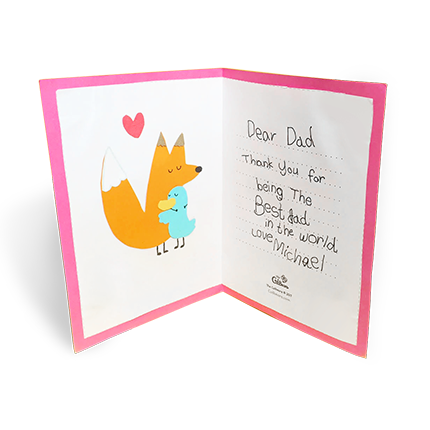 Dear Dad
Thank You for
being The
Best dad
in the world
Love Michael